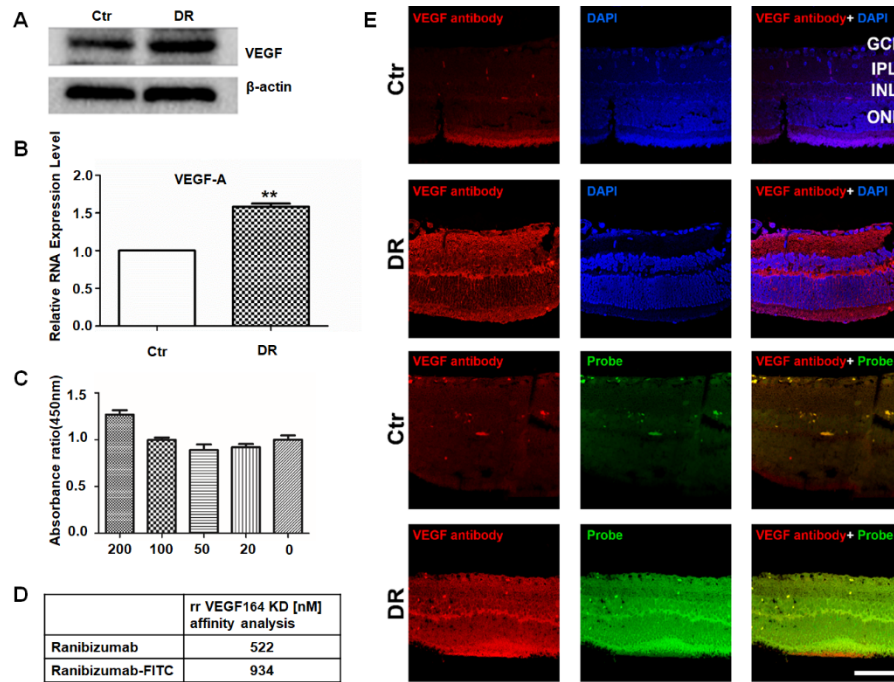 A
Ctr DR
VEGF
β-actin
B
VEGF-A
**
Relative RNA Expression Level
2.0
1.5
1.0
0.5
0.0
Ctr DR
C
Absorbance ratio(450nm)
1.5
1.0
0.5
0.0
200 100 50 20 0
D
rr VEGF164 KD [nM]
affinity analysis
Ranibizumab 522
Ranibizumab-FITC 934
E
Ctr
VEGF antibody DAPI VEGF antibody+ DAPI
GCL
IPL
INL
ONL
DR
VEGF antibody DAPI VEGF antibody+ DAPI
Ctr
VEGF antibody Probe VEGF antibody+ Probe
DR
VEGF antibody Probe VEGF antibody+ Probe